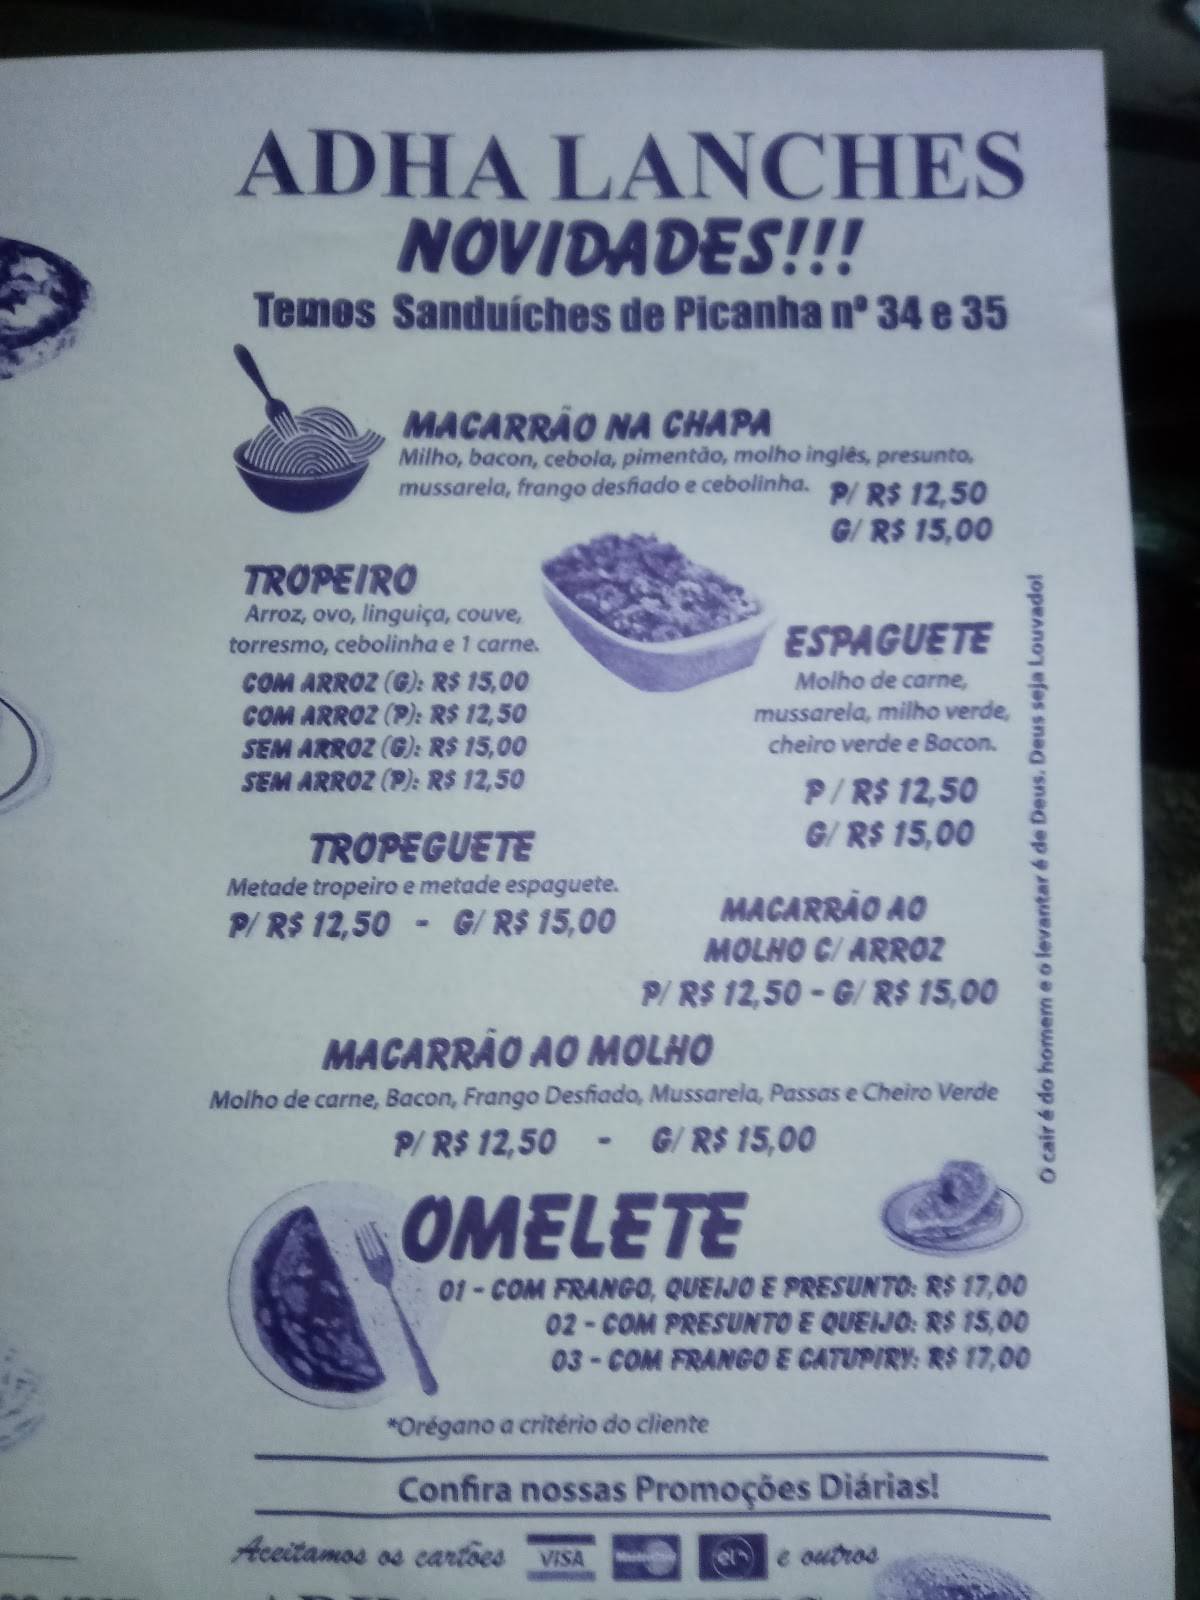 ADHA LANCHES
NOVIDADES!!!
Temos Sanduíches de Picanha nº 34 e 35
MACARRÃO NA CHAPA
Milho, bacon, cebola, pimentão, molho inglês, presunto,
mussarela, frango desfiado e cebolinha.
P/ R$ 12,50
G/ R$ 15,00
TROPEIRO
Arroz, ovo, linguiça, couve,
torresmo, cebolinha e 1 carne.
COM ARROZ (G): R$ 15,00
COM ARROZ (P): R$ 12,50
SEM ARROZ (G): R$ 15,00
SEM ARROZ (P): R$ 12,50
ESPAGUETE
Molho de carne,
mussarela, milho verde,
cheiro verde e Bacon.
P / R$ 12,50
G/ R$ 15,00
TROPEGUETE
Metade tropeiro e metade espaguete.
P/ R$ 12,50 - G/ R$ 15,00
MACARRÃO AO
MOLHO C/ ARROZ
P/ R$ 12,50 - G/ R$ 15,00
MACARRÃO AO MOLHO
Molho de carne, Bacon, Frango Desfiado, Mussarela, Passas e Cheiro Verde
P/ R$ 12,50 - G/ R$ 15,00
O cair é do homem e o levantar é de Deus. Deus seja Louvado!
OMELETE
01 - COM FRANGO, QUEIJO E PRESUNTO: R$ 17,00
02 - COM PRESUNTO E QUEIJO: R$ 15,00
03 - COM FRANGO E CATUPIRY: R$ 17,00
*Orégano a critério do cliente
Confira nossas Promoções Diárias!
Aceitamos os cartões VISA MasterCard elo e outros